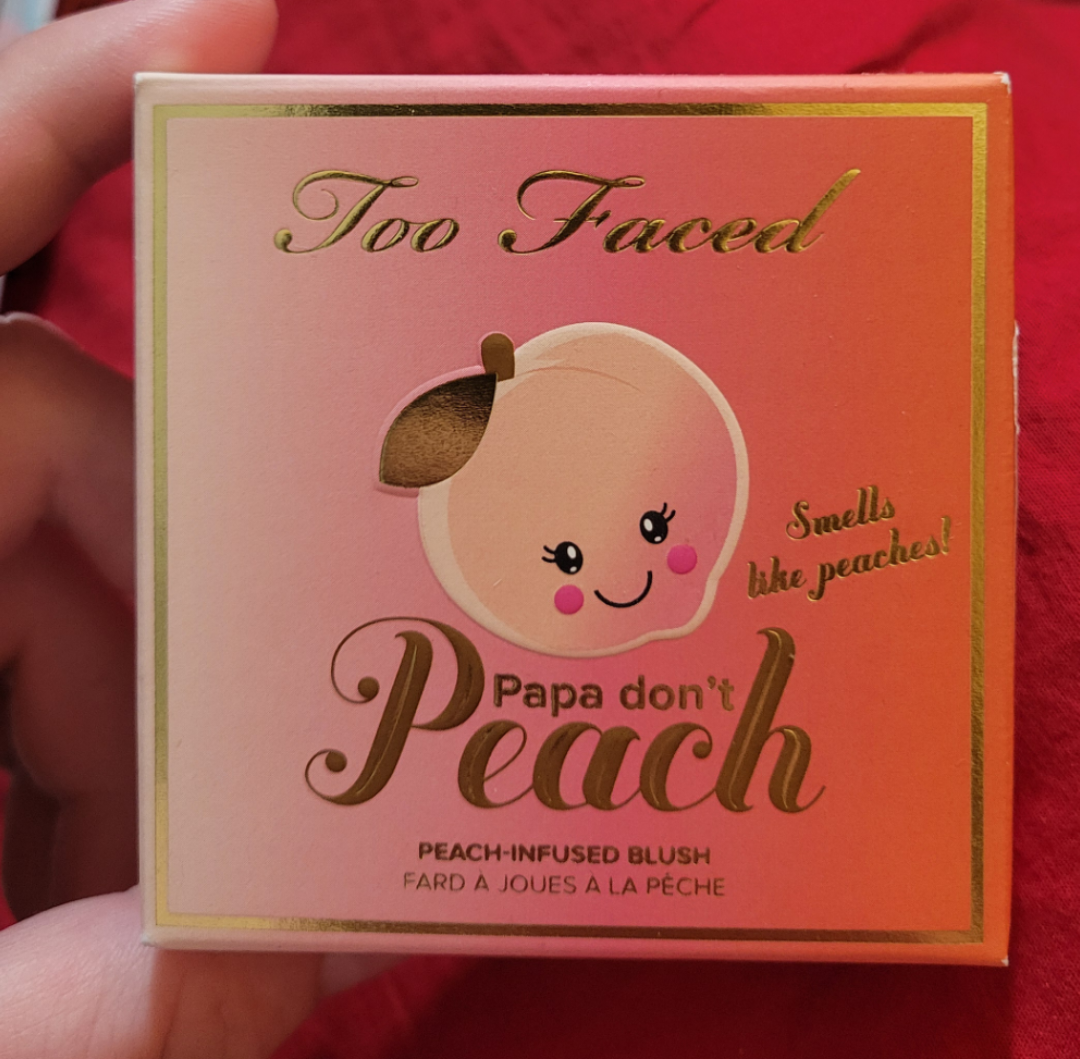 Too Faced
Smells
like peaches!
Papa don't
Peach
PEACH-INFUSED BLUSH
FARD À JOUES À LA PÊCHE